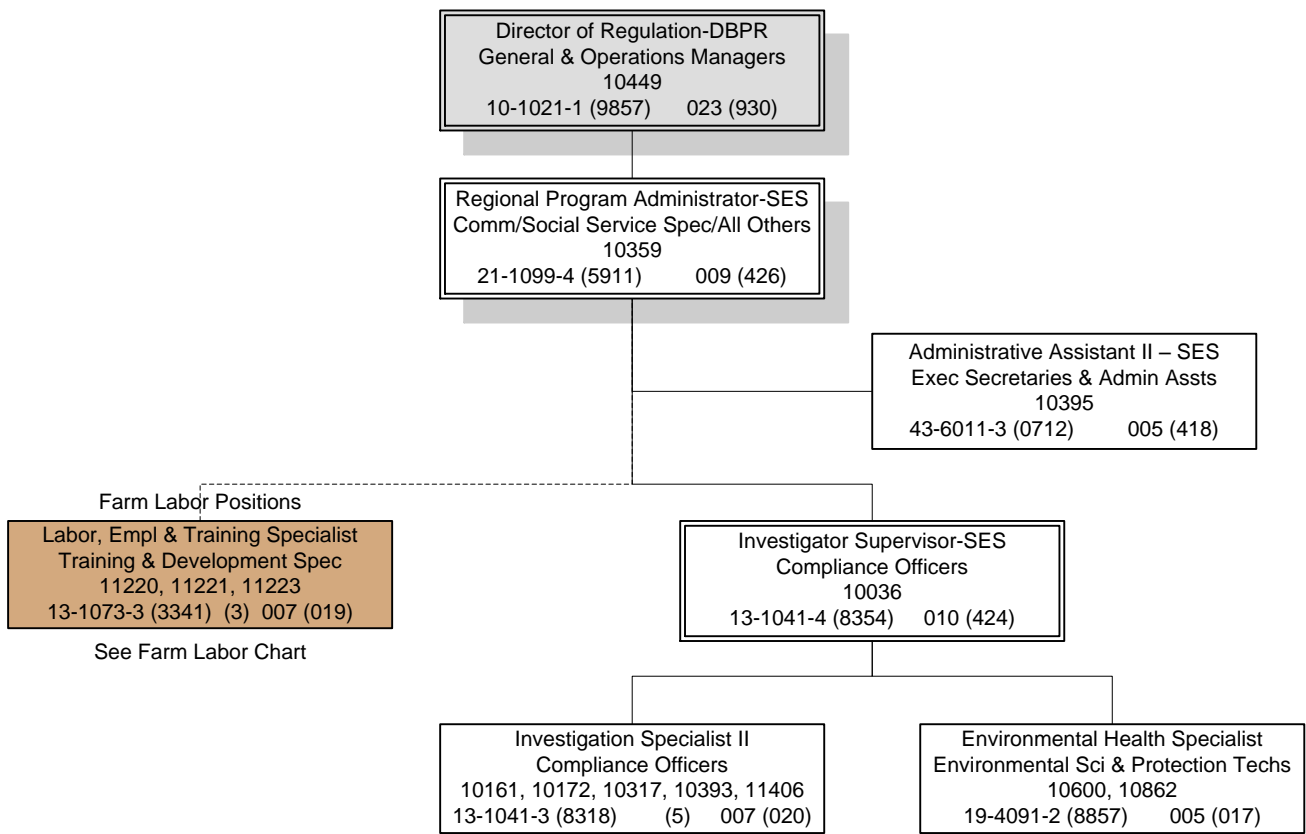 Director of Regulation-DBPR
General & Operations Managers
10449
10-1021-1 (9857) 023 (930)
Regional Program Administrator-SES
Comm/Social Service Spec/All Others
10359
21-1099-4 (5911) 009 (426)
Administrative Assistant II – SES
Exec Secretaries & Admin Assts
10395
43-6011-3 (0712) 005 (418)
Farm Labor Positions
Labor, Empl & Training Specialist
Training & Development Spec
11220, 11221, 11223
13-1073-3 (3341) (3) 007 (019)
See Farm Labor Chart
Investigator Supervisor-SES
Compliance Officers
10036
13-1041-4 (8354) 010 (424)
Investigation Specialist II
Compliance Officers
10161, 10172, 10317, 10393, 11406
13-1041-3 (8318) (5) 007 (020)
Environmental Health Specialist
Environmental Sci & Protection Techs
10600, 10862
19-4091-2 (8857) 005 (017)